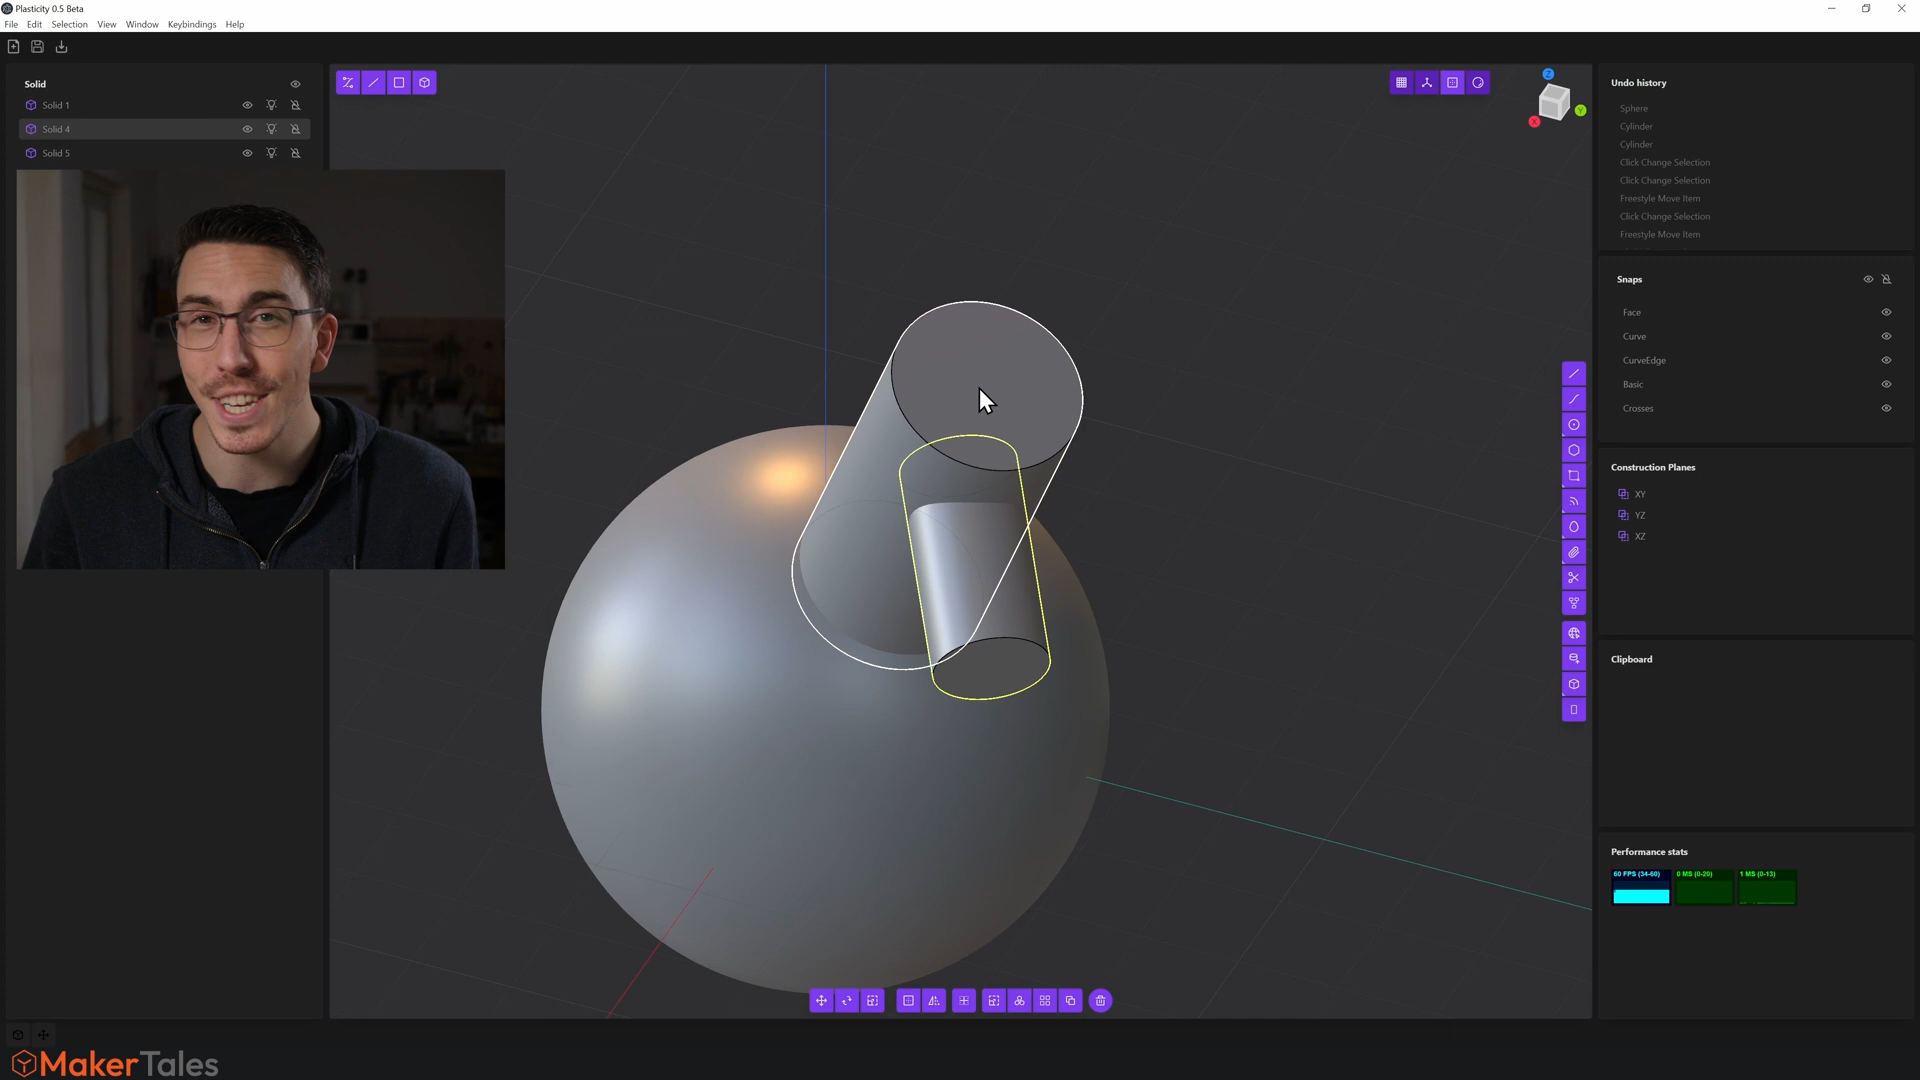 Plasticity 0.5 Beta
File Edit Selection View Window Keybindings Help
Solid
Solid 1
Solid 4
Solid 5
Z
Y
X
Undo history
Sphere
Cylinder
Cylinder
Click Change Selection
Click Change Selection
Freestyle Move Item
Click Change Selection
Freestyle Move Item
Snaps
Face
Curve
CurveEdge
Basic
Crosses
Construction Planes
XY
YZ
XZ
Clipboard
Performance stats
60 FPS (34-60) 0 MS (0-20) 1 MS (0-13)
MakerTales